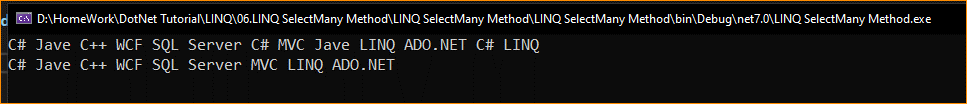 D:\HomeWork\DotNet Tutorial\LINQ\06.LINQ SelectMany Method\LINQ SelectMany Method\LINQ SelectMany Method\bin\Debug\net7.0\LINQ SelectMany Method.exe
C# Jave C++ WCF SQL Server C# MVC Jave LINQ ADO.NET C# LINQ
C# Jave C++ WCF SQL Server MVC LINQ ADO.NET